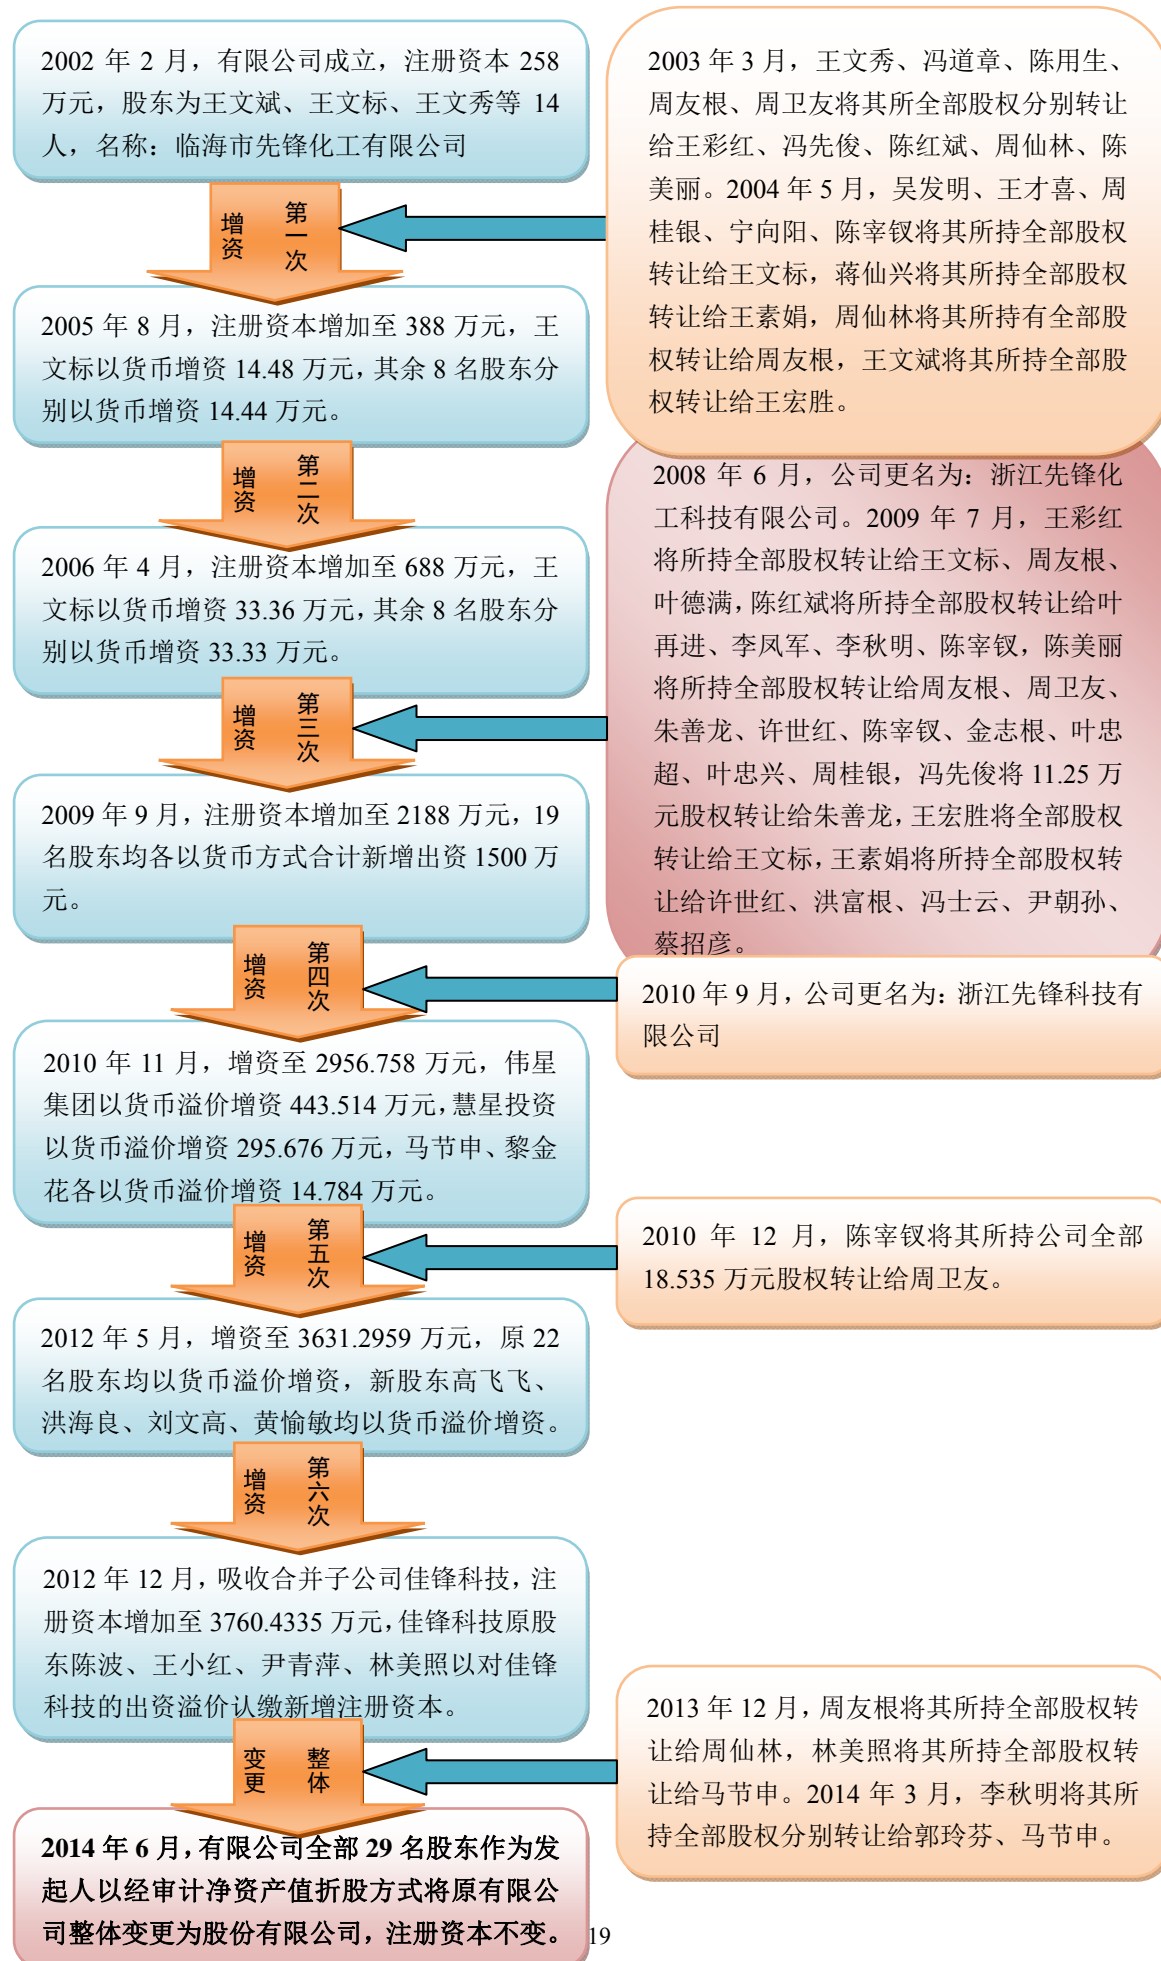 2002 年 2 月，有限公司成立，注册资本 258
万元，股东为王文斌、王文标、王文秀等 14
人，名称：临海市先锋化工有限公司
第一次
增资
2003 年 3 月，王文秀、冯道章、陈用生、
周友根、周卫友将其所全部股权分别转让
给王彩红、冯先俊、陈红斌、周仙林、陈
美丽。2004 年 5 月，吴发明、王才喜、周
桂银、宁向阳、陈宰钗将其所持全部股权
转让给王文标，蒋仙兴将其所持全部股权
转让给王素娟，周仙林将其所持有全部股
权转让给周友根，王文斌将其所持全部股
权转让给王宏胜。
2005 年 8 月，注册资本增加至 388 万元，王
文标以货币增资 14.48 万元，其余 8 名股东分
别以货币增资 14.44 万元。
第二次
增资
2006 年 4 月，注册资本增加至 688 万元，王
文标以货币增资 33.36 万元，其余 8 名股东分
别以货币增资 33.33 万元。
第三次
增资
2008 年 6 月，公司更名为：浙江先锋化
工科技有限公司。2009 年 7 月，王彩红
将所持全部股权转让给王文标、周友根、
叶德满，陈红斌将所持全部股权转让给叶
再进、李凤军、李秋明、陈宰钗，陈美丽
将所持全部股权转让给周友根、周卫友、
朱善龙、许世红、陈宰钗、金志根、叶忠
超、叶忠兴、周桂银，冯先俊将 11.25 万
元股权转让给朱善龙，王宏胜将全部股权
转让给王文标，王素娟将所持全部股权转
让给许世红、洪富根、冯士云、尹朝孙、
蔡招彦。
2009 年 9 月，注册资本增加至 2188 万元，19
名股东均各以货币方式合计新增出资 1500 万
元。
第四次
增资
2010 年 9 月，公司更名为：浙江先锋科技有
限公司
2010 年 11 月，增资至 2956.758 万元，伟星
集团以货币溢价增资 443.514 万元，慧星投资
以货币溢价增资 295.676 万元，马节申、黎金
花各以货币溢价增资 14.784 万元。
第五次
增资
2010 年 12 月，陈宰钗将其所持公司全部
18.535 万元股权转让给周卫友。
2012 年 5 月，增资至 3631.2959 万元，原 22
名股东均以货币溢价增资，新股东高飞飞、
洪海良、刘文高、黄愉敏均以货币溢价增资。
第六次
增资
2012 年 12 月，吸收合并子公司佳锋科技，注
册资本增加至 3760.4335 万元，佳锋科技原股
东陈波、王小红、尹青萍、林美照以对佳锋
科技的出资溢价认缴新增注册资本。
整体
变更
2013 年 12 月，周友根将其所持全部股权转
让给周仙林，林美照将其所持全部股权转
让给马节申。2014 年 3 月，李秋明将其所
持全部股权分别转让给郭玲芬、马节申。
2014 年 6 月，有限公司全部 29 名股东作为发
起人以经审计净资产值折股方式将原有限公
司整体变更为股份有限公司，注册资本不变。
19